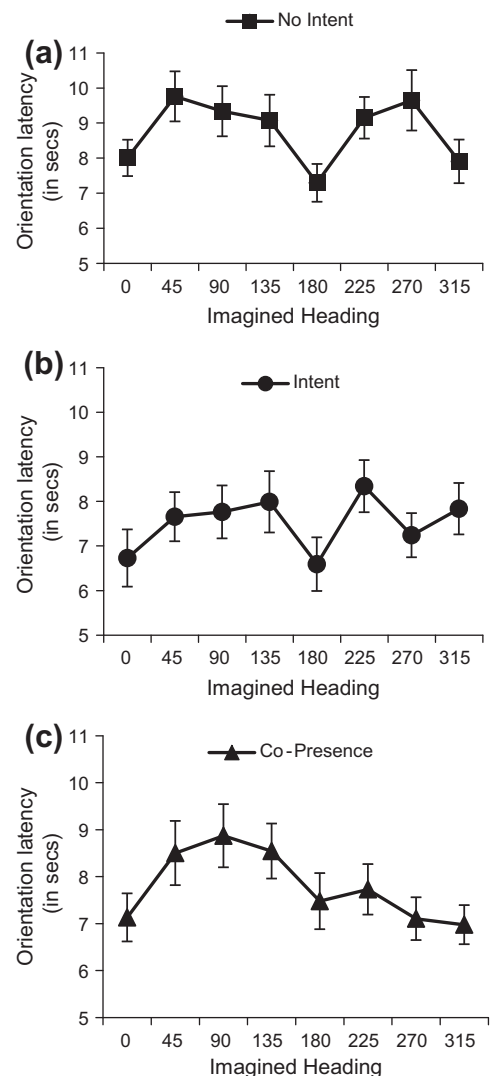 No Intent
(a)
11
10
9
8
7
6
5
Orientation latency
(in secs)
0 45 90 135 180 225 270 315
Imagined Heading
(b)
Intent
11
10
9
8
7
6
5
Orientation latency
(in secs)
0 45 90 135 180 225 270 315
Imagined Heading
(c)
Co-Presence
11
10
9
8
7
6
5
Orientation latency
(in secs)
0 45 90 135 180 225 270 315
Imagined Heading